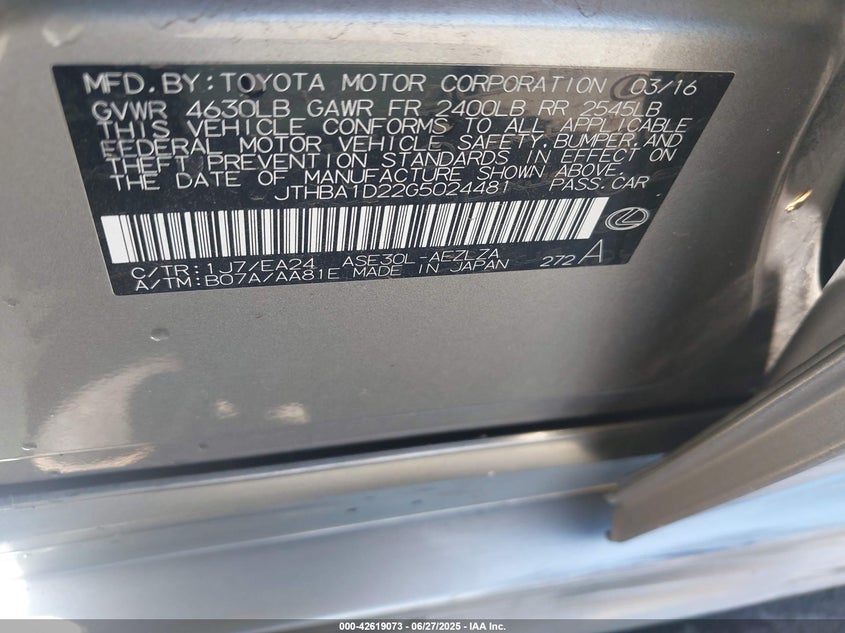 MFD. BY: TOYOTA MOTOR CORPORATION 03/16
GVWR 4630LB GAWR FR 2400LB RR 2545LB
THIS VEHICLE CONFORMS TO ALL APPLICABLE
FEDERAL MOTOR VEHICLE SAFETY, BUMPER, AND
THEFT PREVENTION STANDARDS IN EFFECT ON
THE DATE OF MANUFACTURE SHOWN ABOVE.
JTHBA1D22G5024481 PASS. CAR
C/TR: 1J7/EA24 ASE30L-AEZLZA
A/TM: B07A/AA81E MADE IN JAPAN 272 A
000-42619073 / 06/27/2025 - IAA Inc.